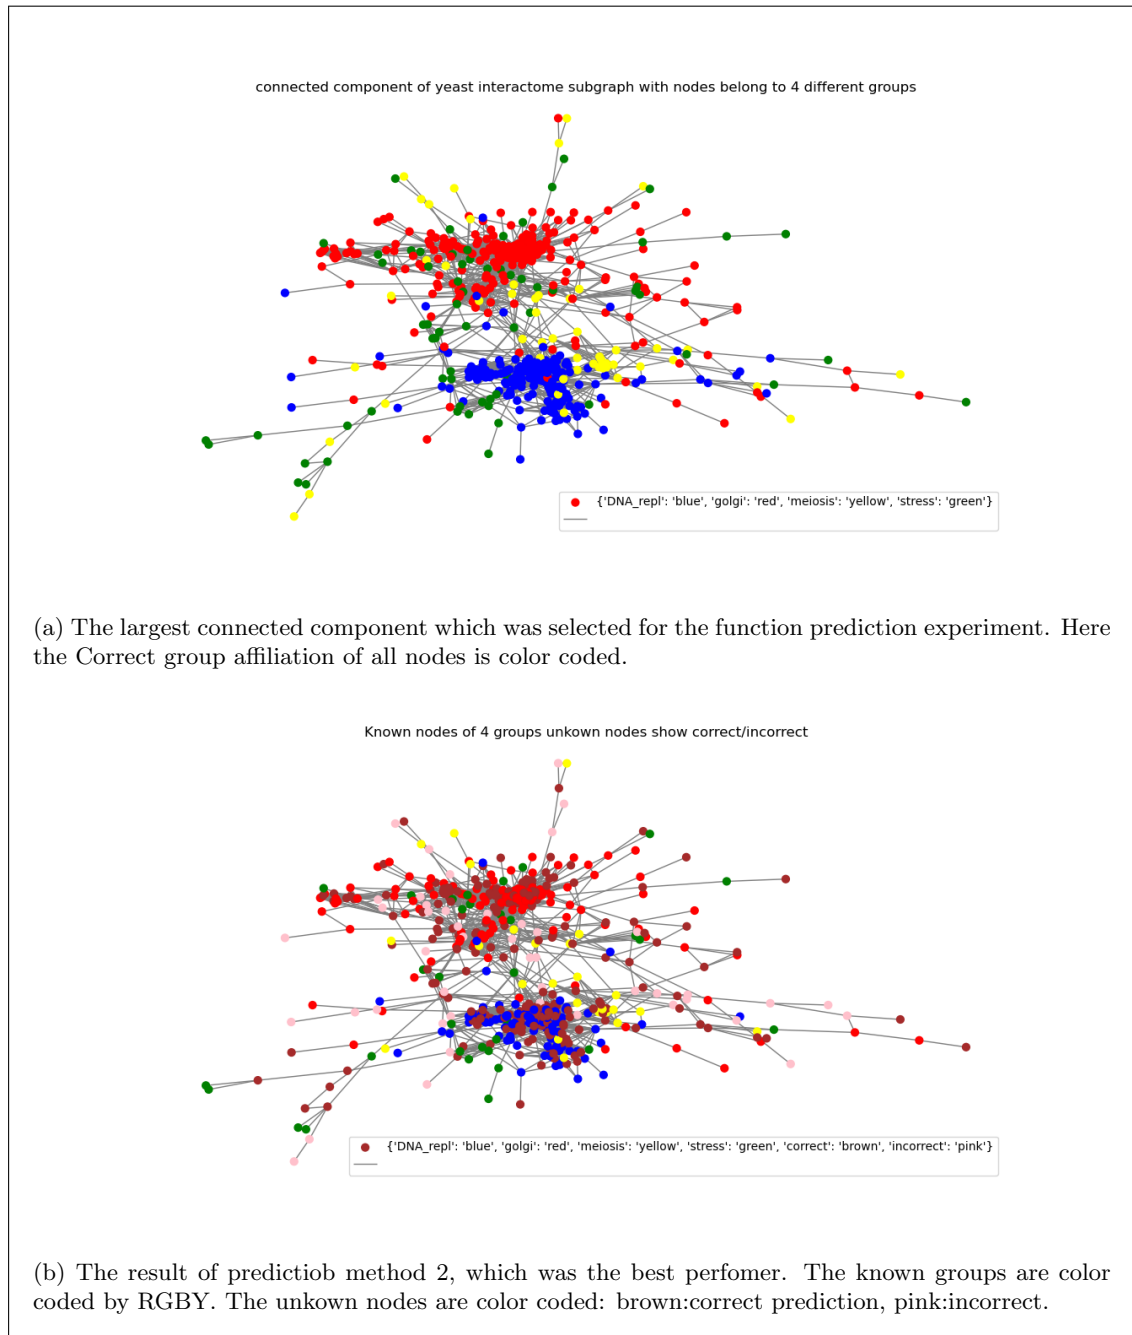 connected component of yeast interactome subgraph with nodes belong to 4 different groups
{'DNA_repl': 'blue', 'golgi': 'red', 'meiosis': 'yellow', 'stress': 'green'}
(a) The largest connected component which was selected for the function prediction experiment. Here
the Correct group affiliation of all nodes is color coded.
Known nodes of 4 groups unkown nodes show correct/incorrect
{'DNA_repl': 'blue', 'golgi': 'red', 'meiosis': 'yellow', 'stress': 'green', 'correct': 'brown', 'incorrect': 'pink'}
(b) The result of predictiob method 2, which was the best perfomer. The known groups are color
coded by RGBY. The unkown nodes are color coded: brown:correct prediction, pink:incorrect.